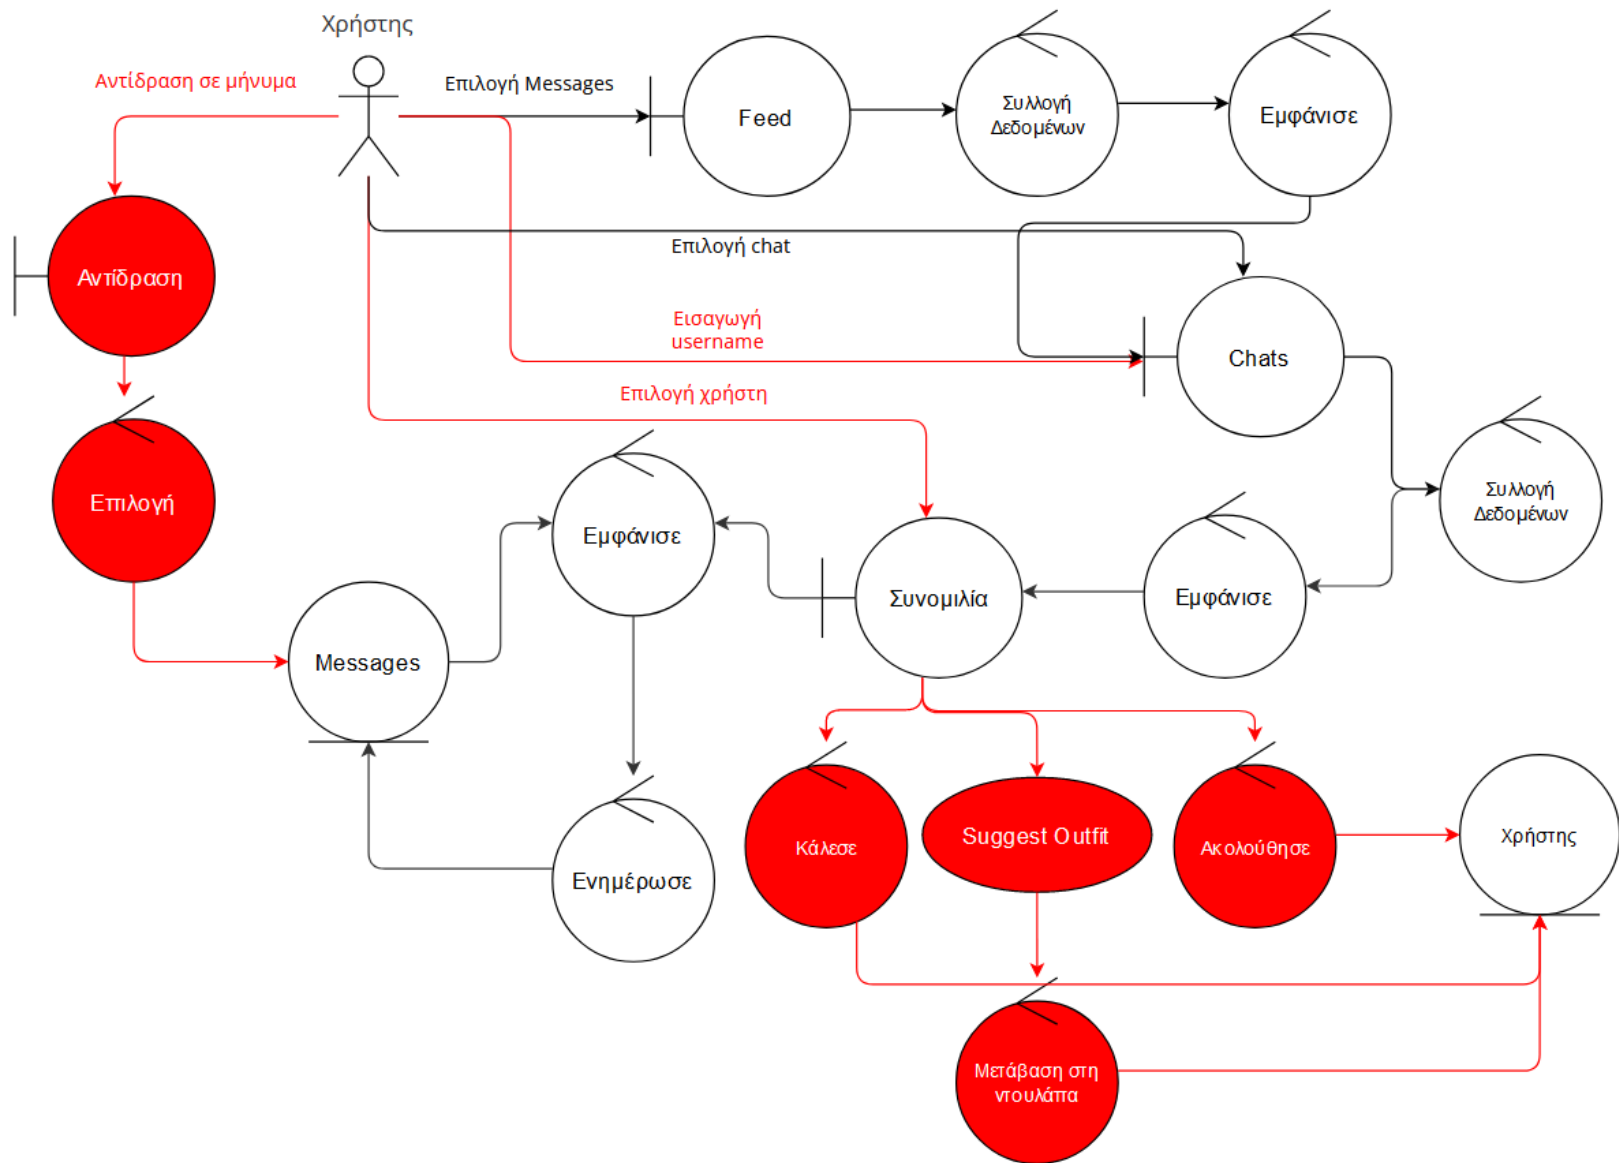 Χρήστης
Αντίδραση σε μήνυμα
Επιλογή Messages
Feed
Συλλογή
Δεδομένων
Εμφάνισε
Επιλογή chat
Αντίδραση
Εισαγωγή
username
Chats
Επιλογή χρήστη
Επιλογή
Εμφάνισε
Συλλογή
Δεδομένων
Συνομιλία
Εμφάνισε
Messages
Κάλεσε
Suggest Outfit
Ακολούθησε
Χρήστης
Ενημέρωσε
Μετάβαση στη
ντουλάπα